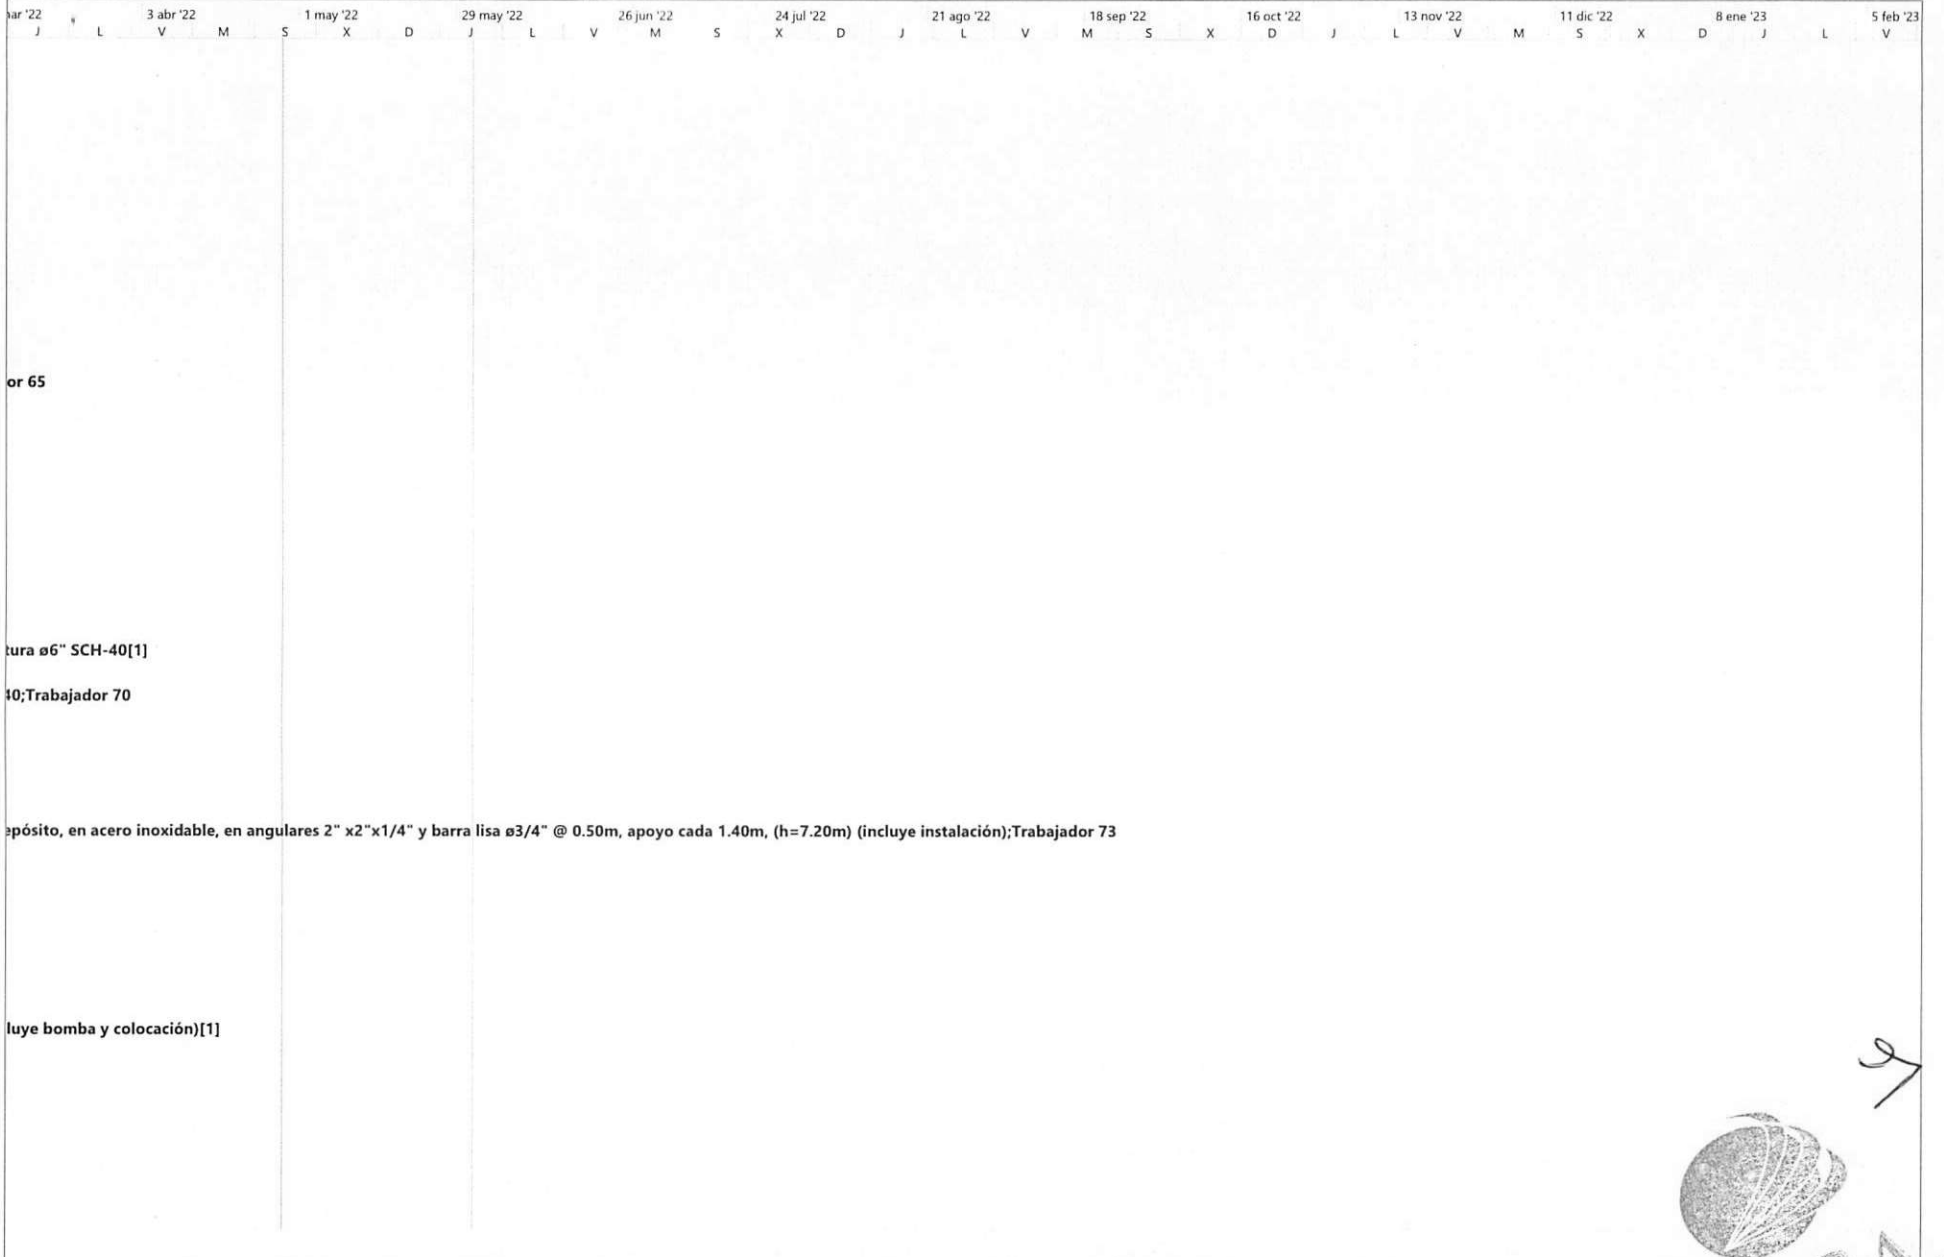 ar '22 3 abr '22 1 may '22 29 may '22 26 jun '22 24 jul '22 21 ago '22 18 sep '22 16 oct '22 13 nov '22 11 dic '22 8 ene '23 5 feb '23
J L V M S X D J L V M S X D J L V M S X D J L V M S X D J L V
or 65
tura ø6" SCH-40[1]
40;Trabajador 70
epósito, en acero inoxidable, en angulares 2" x2"x1/4" y barra lisa ø3/4" @ 0.50m, apoyo cada 1.40m, (h=7.20m) (incluye instalación);Trabajador 73
luye bomba y colocación)[1]